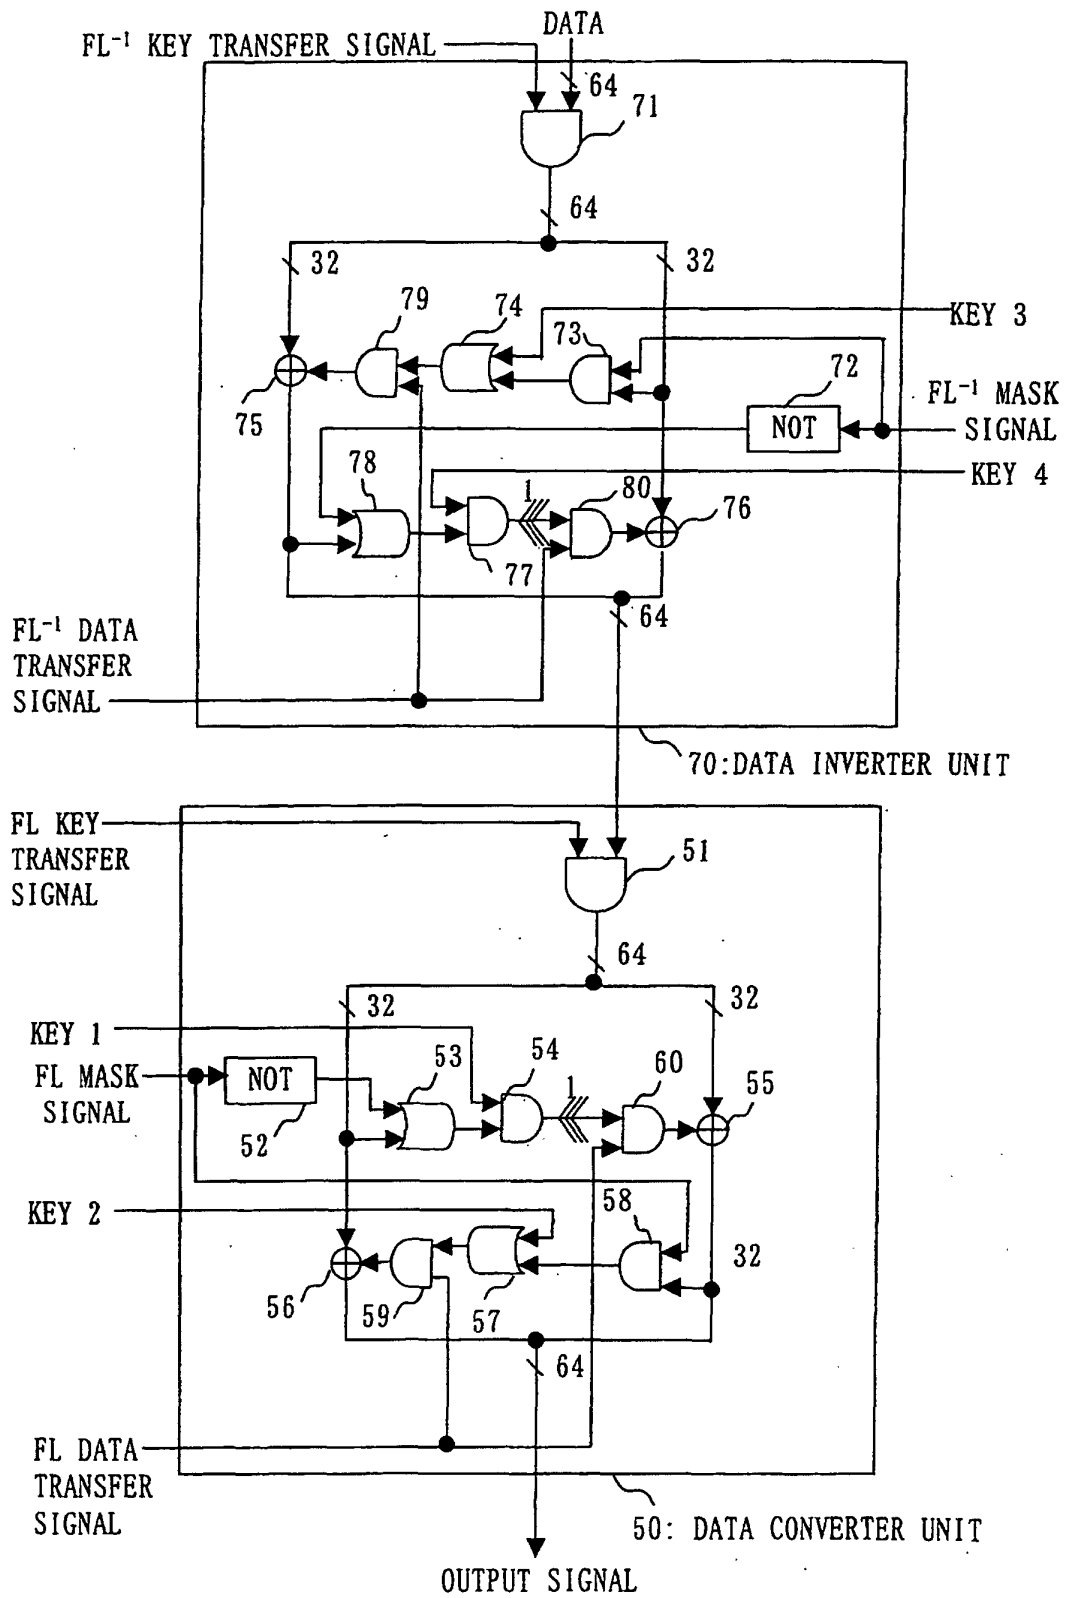 DATA
FL⁻¹ KEY TRANSFER SIGNAL
64
71
64
32
32
79
74
73
KEY 3
75
72
NOT
FL⁻¹ MASK
SIGNAL
78
1
80
KEY 4
76
77
64
FL⁻¹ DATA
TRANSFER
SIGNAL
70:DATA INVERTER UNIT
FL KEY
TRANSFER
SIGNAL
51
64
32
32
KEY 1
53
54
60
FL MASK
SIGNAL
NOT
1
55
52
KEY 2
58
32
56
59
57
64
FL DATA
TRANSFER
SIGNAL
50: DATA CONVERTER UNIT
OUTPUT SIGNAL